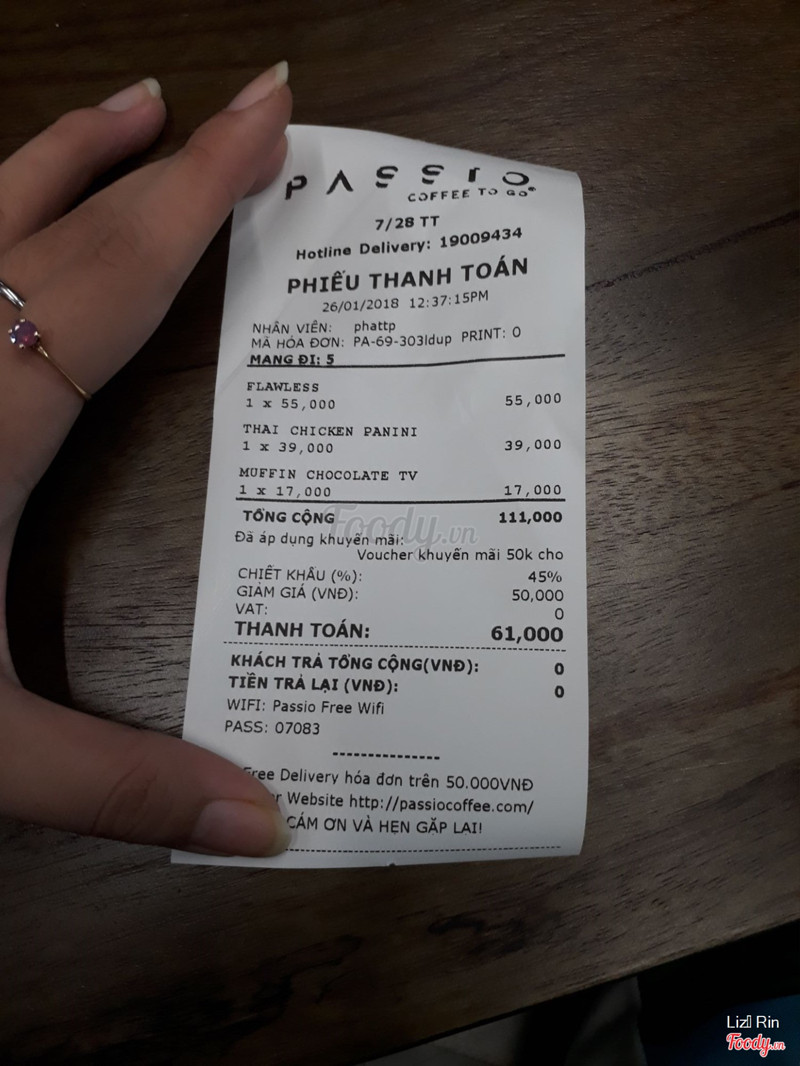 PASSIO
COFFEE TO GO®
7/28 TT
Hotline Delivery: 19009434
PHIẾU THANH TOÁN
26/01/2018 12:37:15PM
NHÂN VIÊN: phattp
MÃ HÓA ĐƠN: PA-69-303ldup PRINT: 0
MANG ĐI: 5
FLAWLESS
1 x 55,000 55,000
THAI CHICKEN PANINI
1 x 39,000 39,000
MUFFIN CHOCOLATE TV
1 x 17,000 17,000
TỔNG CỘNG 111,000
Foody.vn
Đã áp dụng khuyến mãi:
Voucher khuyến mãi 50k cho
CHIẾT KHẤU (%): 45%
GIẢM GIÁ (VNĐ): 50,000
VAT: 0
THANH TOÁN: 61,000
KHÁCH TRẢ TỔNG CỘNG(VNĐ): 0
TIỀN TRẢ LẠI (VNĐ): 0
WIFI: Passio Free Wifi
PASS: 07083
Free Delivery hóa đơn trên 50.000VNĐ
Website http://passiocoffee.com/
CÁM ƠN VÀ HẸN GẶP LẠI!
Rin
Foody.vn